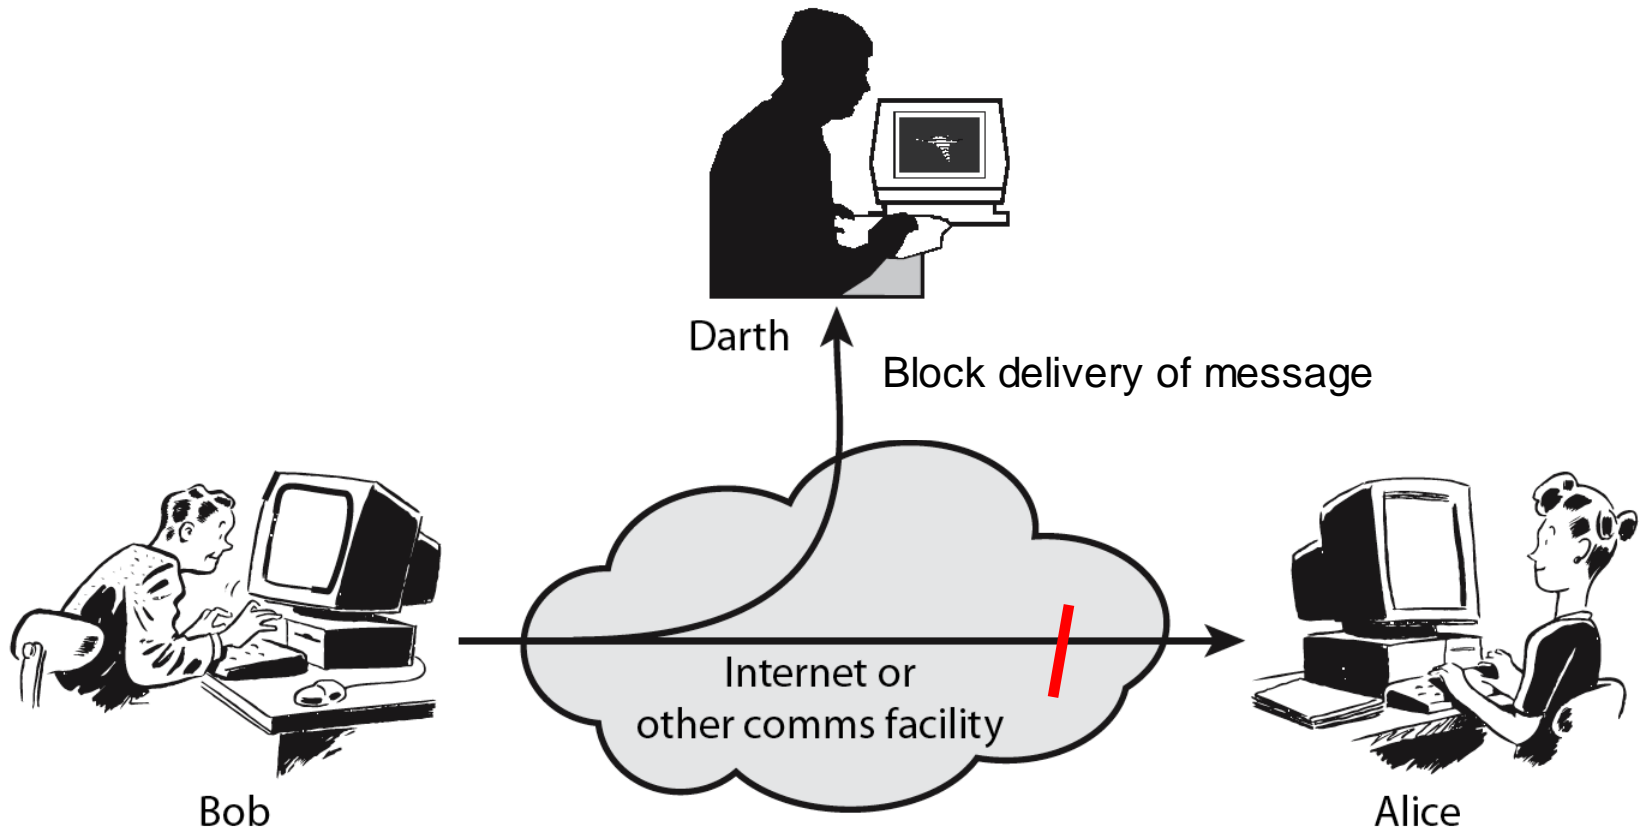 Darth
Block delivery of message
Internet or
other comms facility
Bob
Alice